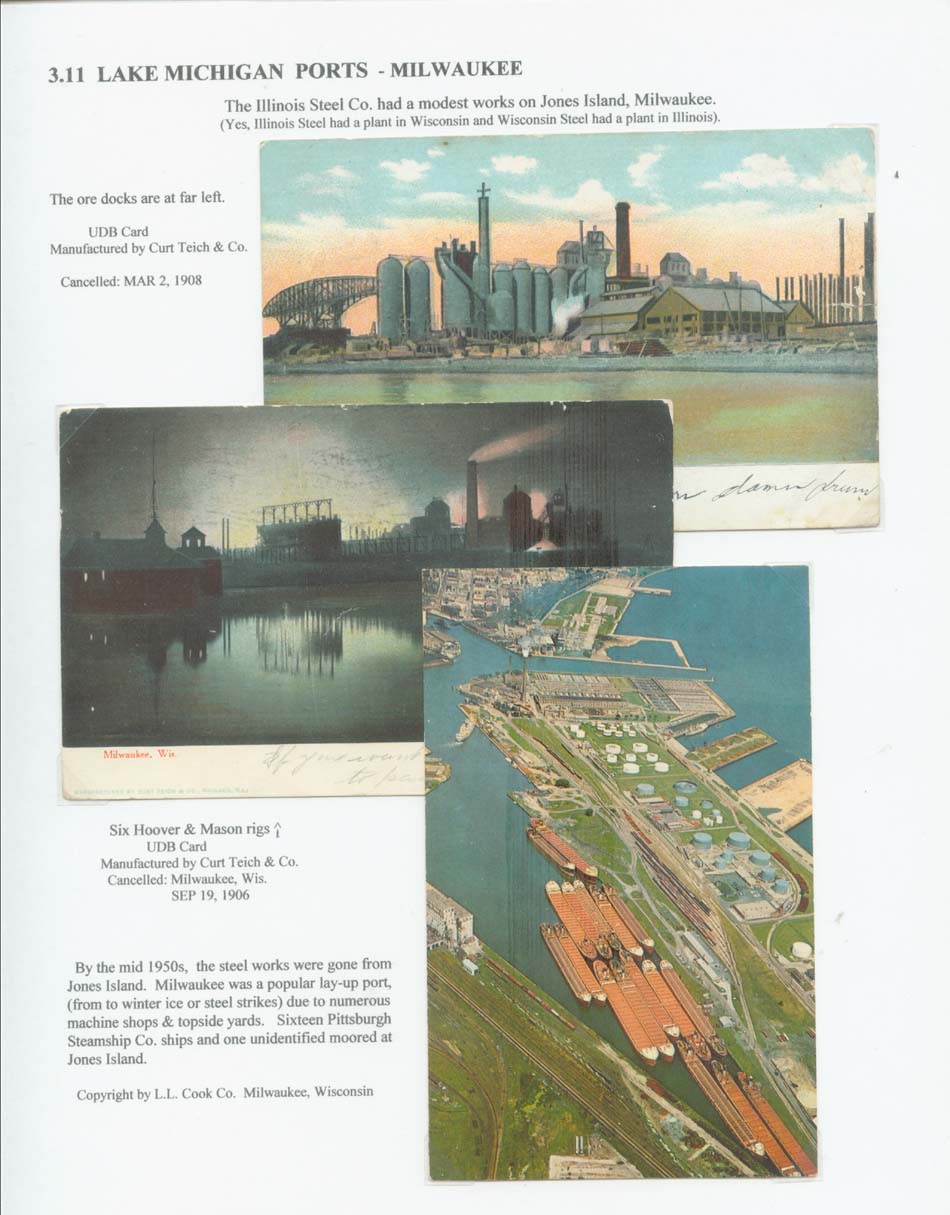 3.11 LAKE MICHIGAN PORTS - MILWAUKEE
The Illinois Steel Co. had a modest works on Jones Island, Milwaukee.
(Yes, Illinois Steel had a plant in Wisconsin and Wisconsin Steel had a plant in Illinois).
4
The ore docks are at far left.
UDB Card
Manufactured by Curt Teich & Co.
Cancelled: MAR 2, 1908
Milwaukee, Wis.
If you want
to
MANUFACTURED BY CURT TEICH & CO., CHICAGO, ILL.
Six Hoover & Mason rigs ↑
UDB Card
Manufactured by Curt Teich & Co.
Cancelled: Milwaukee, Wis.
SEP 19, 1906
By the mid 1950s, the steel works were gone from
Jones Island. Milwaukee was a popular lay-up port,
(from to winter ice or steel strikes) due to numerous
machine shops & topside yards. Sixteen Pittsburgh
Steamship Co. ships and one unidentified moored at
Jones Island.
Copyright by L.L. Cook Co. Milwaukee, Wisconsin